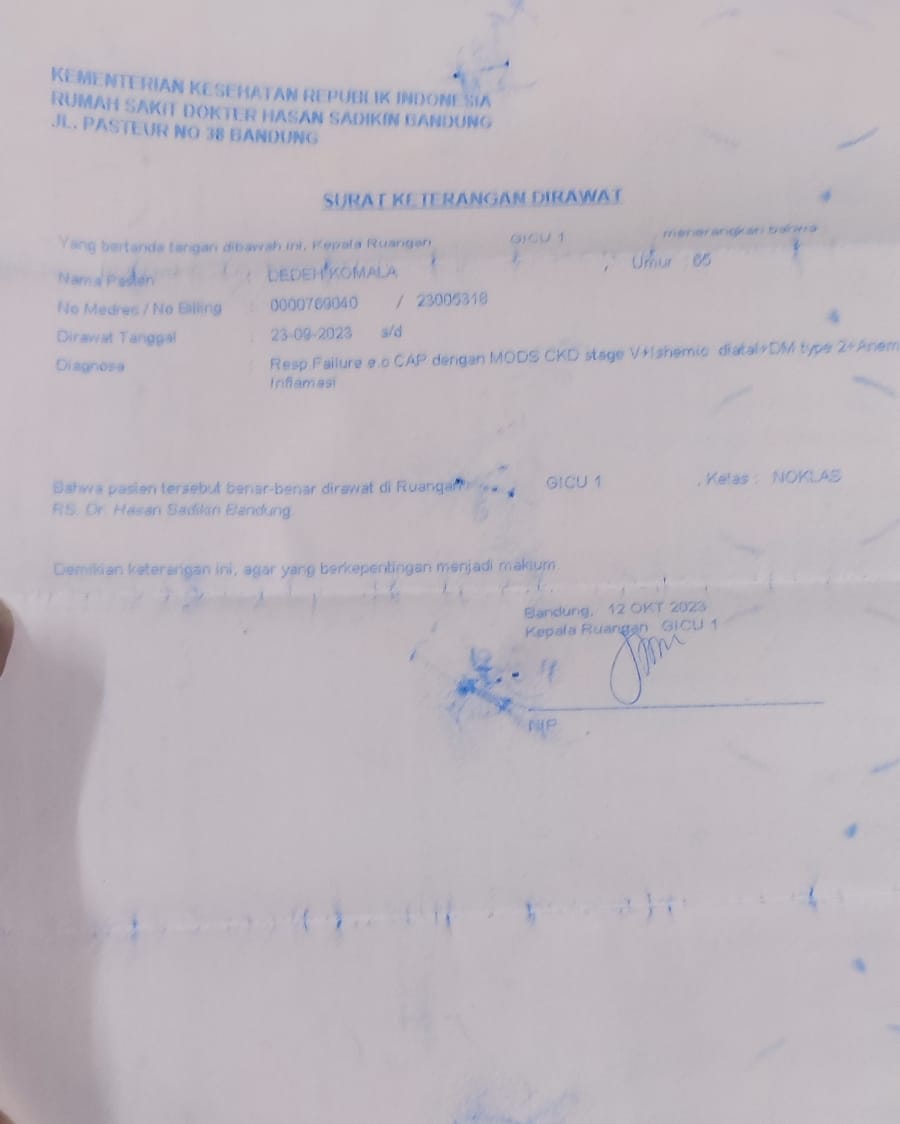 KEMENTERIAN KESEHATAN REPUBLIK INDONESIA
RUMAH SAKIT DOKTER HASAN SADIKIN BANDUNG
JL. PASTEUR NO 38 BANDUNG
SURAT KETERANGAN DIRAWAT
Yang bertanda tangan dibawah ini, Kepala Ruangan GICU 1 menerangkan bahwa
Nama Pasien : DEDEH KOMALA , Umur : 65
No Medrec / No Billing : 0000769040 / 23005318
Dirawat Tanggal : 23-09-2023 s/d
Diagnosa : Resp.Failure e.c CAP dengan MODS CKD stage V+Ishemic diatal+DM type 2+Anem
Inflamasi
Bahwa pasien tersebut benar-benar dirawat di Ruangan GICU 1 , Kelas : NOKLAS
RS. Dr. Hasan Sadikin Bandung.
Demikian keterangan ini, agar yang berkepentingan menjadi maklum.
Bandung, 12 OKT 2023
Kepala Ruangan GICU 1
NIP